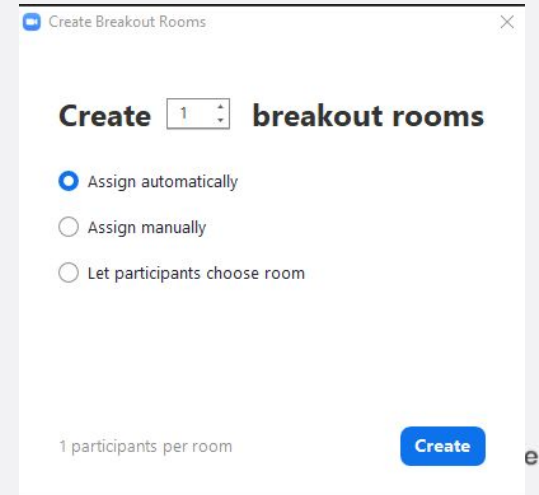 Create Breakout Rooms
Create 1 breakout rooms
Assign automatically
Assign manually
Let participants choose room
1 participants per room
Create
e